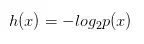 h(x) = −log₂p(x)